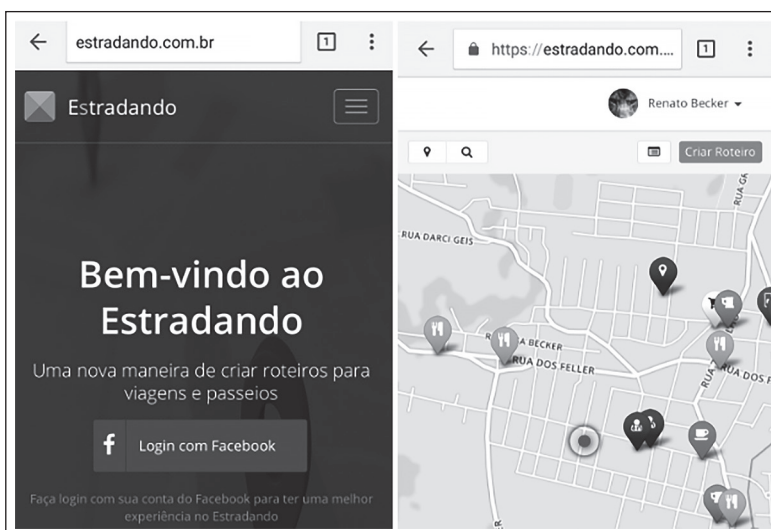 estradando.com.br
1
Estradando
Bem-vindo ao
Estradando
Uma nova maneira de criar roteiros para
viagens e passeios
f
Login com Facebook
Faça login com sua conta do Facebook para ter uma melhor
experiência no Estradando
https://estradando.com....
1
Renato Becker
Criar Roteiro
RUA GR
RUA DARCI GEIS
A BECKER
RUA DOS FELLER
RUA
RUA DOS F